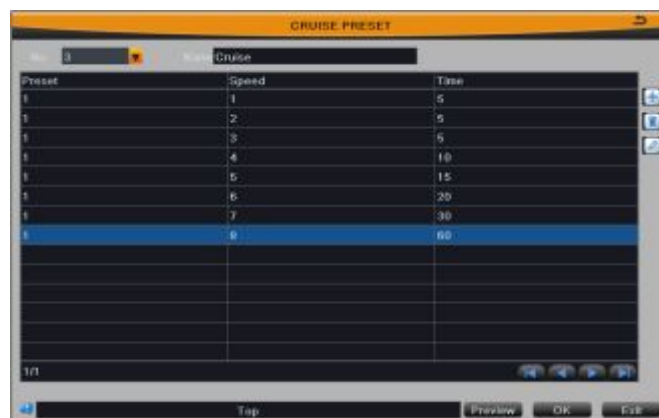 CRUISE PRESET
No. 3 Name Cruise
Preset Speed Time
1 1 5
1 2 5
1 3 5
1 4 10
1 5 15
1 6 20
1 7 30
1 8 60
1/1
Top Preview OK Exit